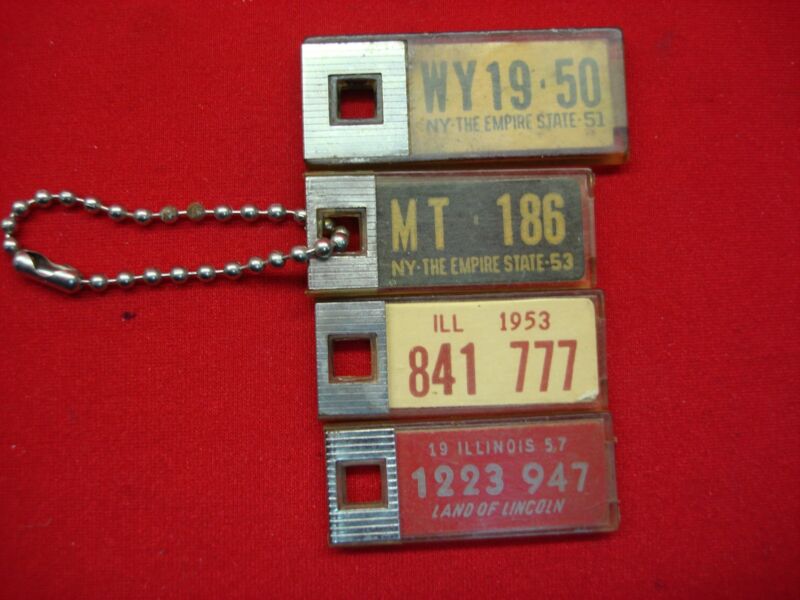 WY19·50
NY·THE EMPIRE STATE·51
MT·186
NY·THE EMPIRE STATE·53
ILL 1953
841 777
19 ILLINOIS 57
1223 947
LAND OF LINCOLN